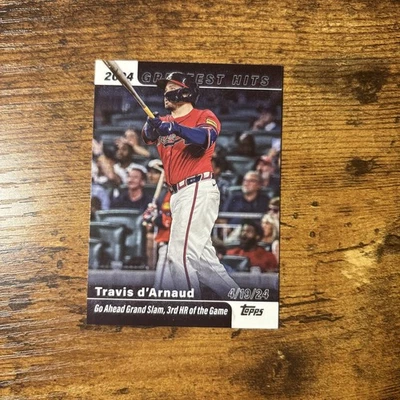 2024 GREATEST HITS
Travis d'Arnaud 4/19/24
Go Ahead Grand Slam, 3rd HR of the Game Topps